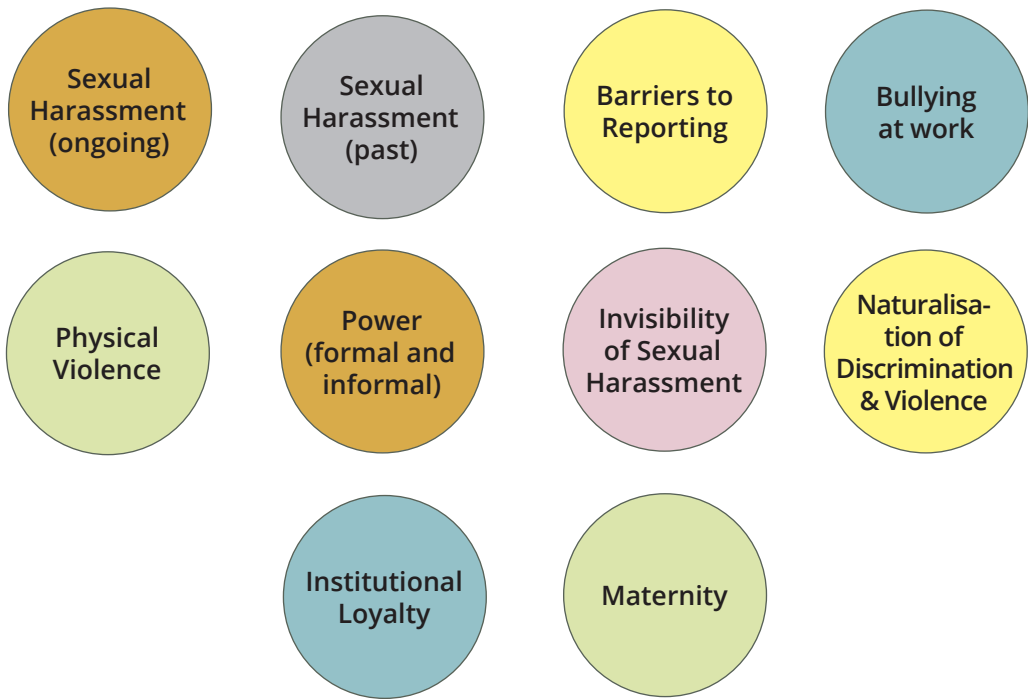 Sexual
Harassment
(ongoing)
Sexual
Harassment
(past)
Barriers to
Reporting
Bullying
at work
Physical
Violence
Power
(formal and
informal)
Invisibility
of Sexual
Harassment
Naturalisa-
tion of
Discrimination
& Violence
Institutional
Loyalty
Maternity